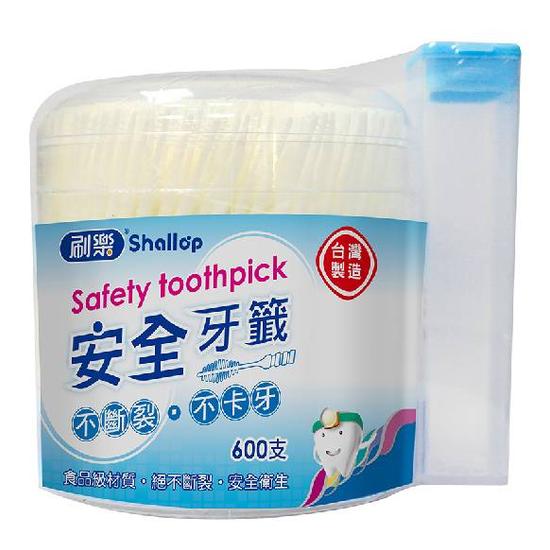 刷樂® Shallop
Safety toothpick
台灣
製造
安全牙籤
不斷裂・不卡牙
600支
食品級材質・絕不斷裂・安全衛生